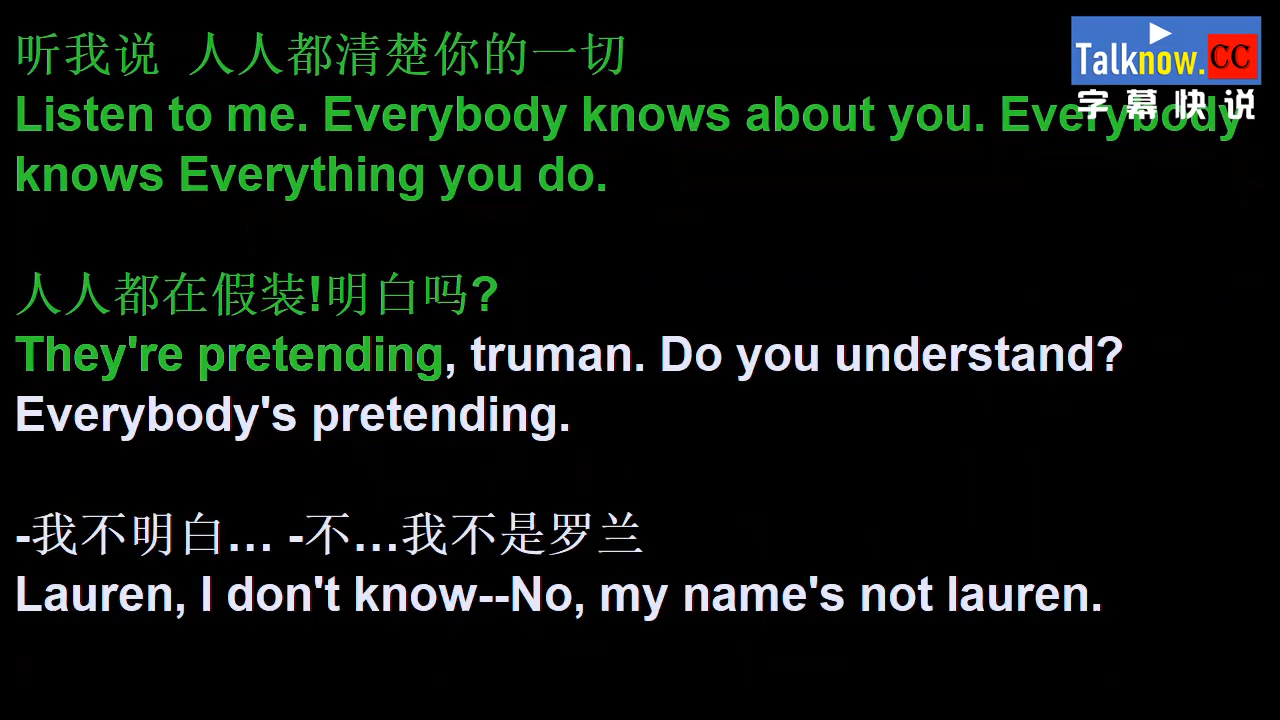 听我说 人人都清楚你的一切
Talknow.CC
字幕快说
Listen to me. Everybody knows about you. Everybody
knows Everything you do.
人人都在假装!明白吗?
They're pretending, truman. Do you understand?
Everybody's pretending.
-我不明白... -不...我不是罗兰
Lauren, I don't know--No, my name's not lauren.